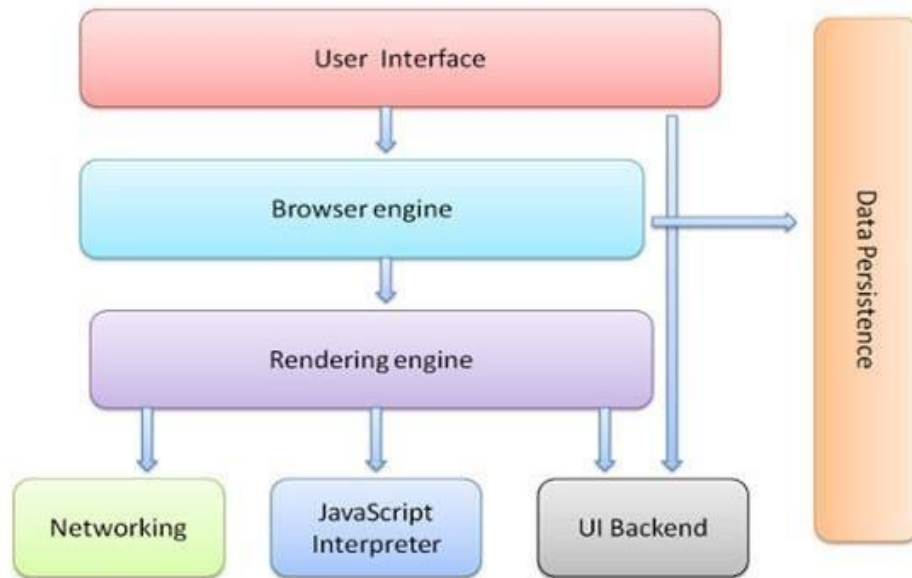 User Interface
Browser engine
Data Persistence
Rendering engine
Networking
JavaScript
Interpreter
UI Backend